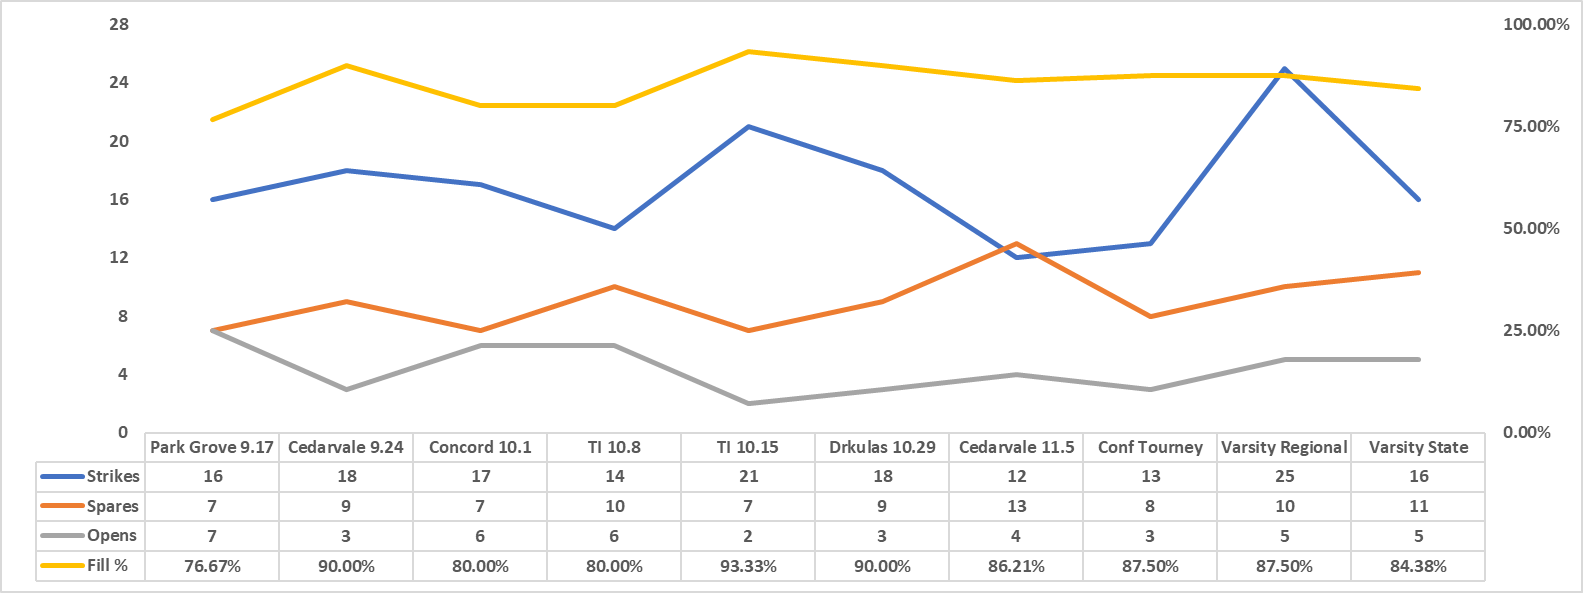 28 100.00%
24
75.00%
20
16
50.00%
12
8
25.00%
4
0 0.00%
Park Grove 9.17 Cedarvale 9.24 Concord 10.1 TI 10.8 TI 10.15 Drkulas 10.29 Cedarvale 11.5 Conf Tourney Varsity Regional Varsity State
Strikes 16 18 17 14 21 18 12 13 25 16
Spares 7 9 7 10 7 9 13 8 10 11
Opens 7 3 6 6 2 3 4 3 5 5
Fill % 76.67% 90.00% 80.00% 80.00% 93.33% 90.00% 86.21% 87.50% 87.50% 84.38%